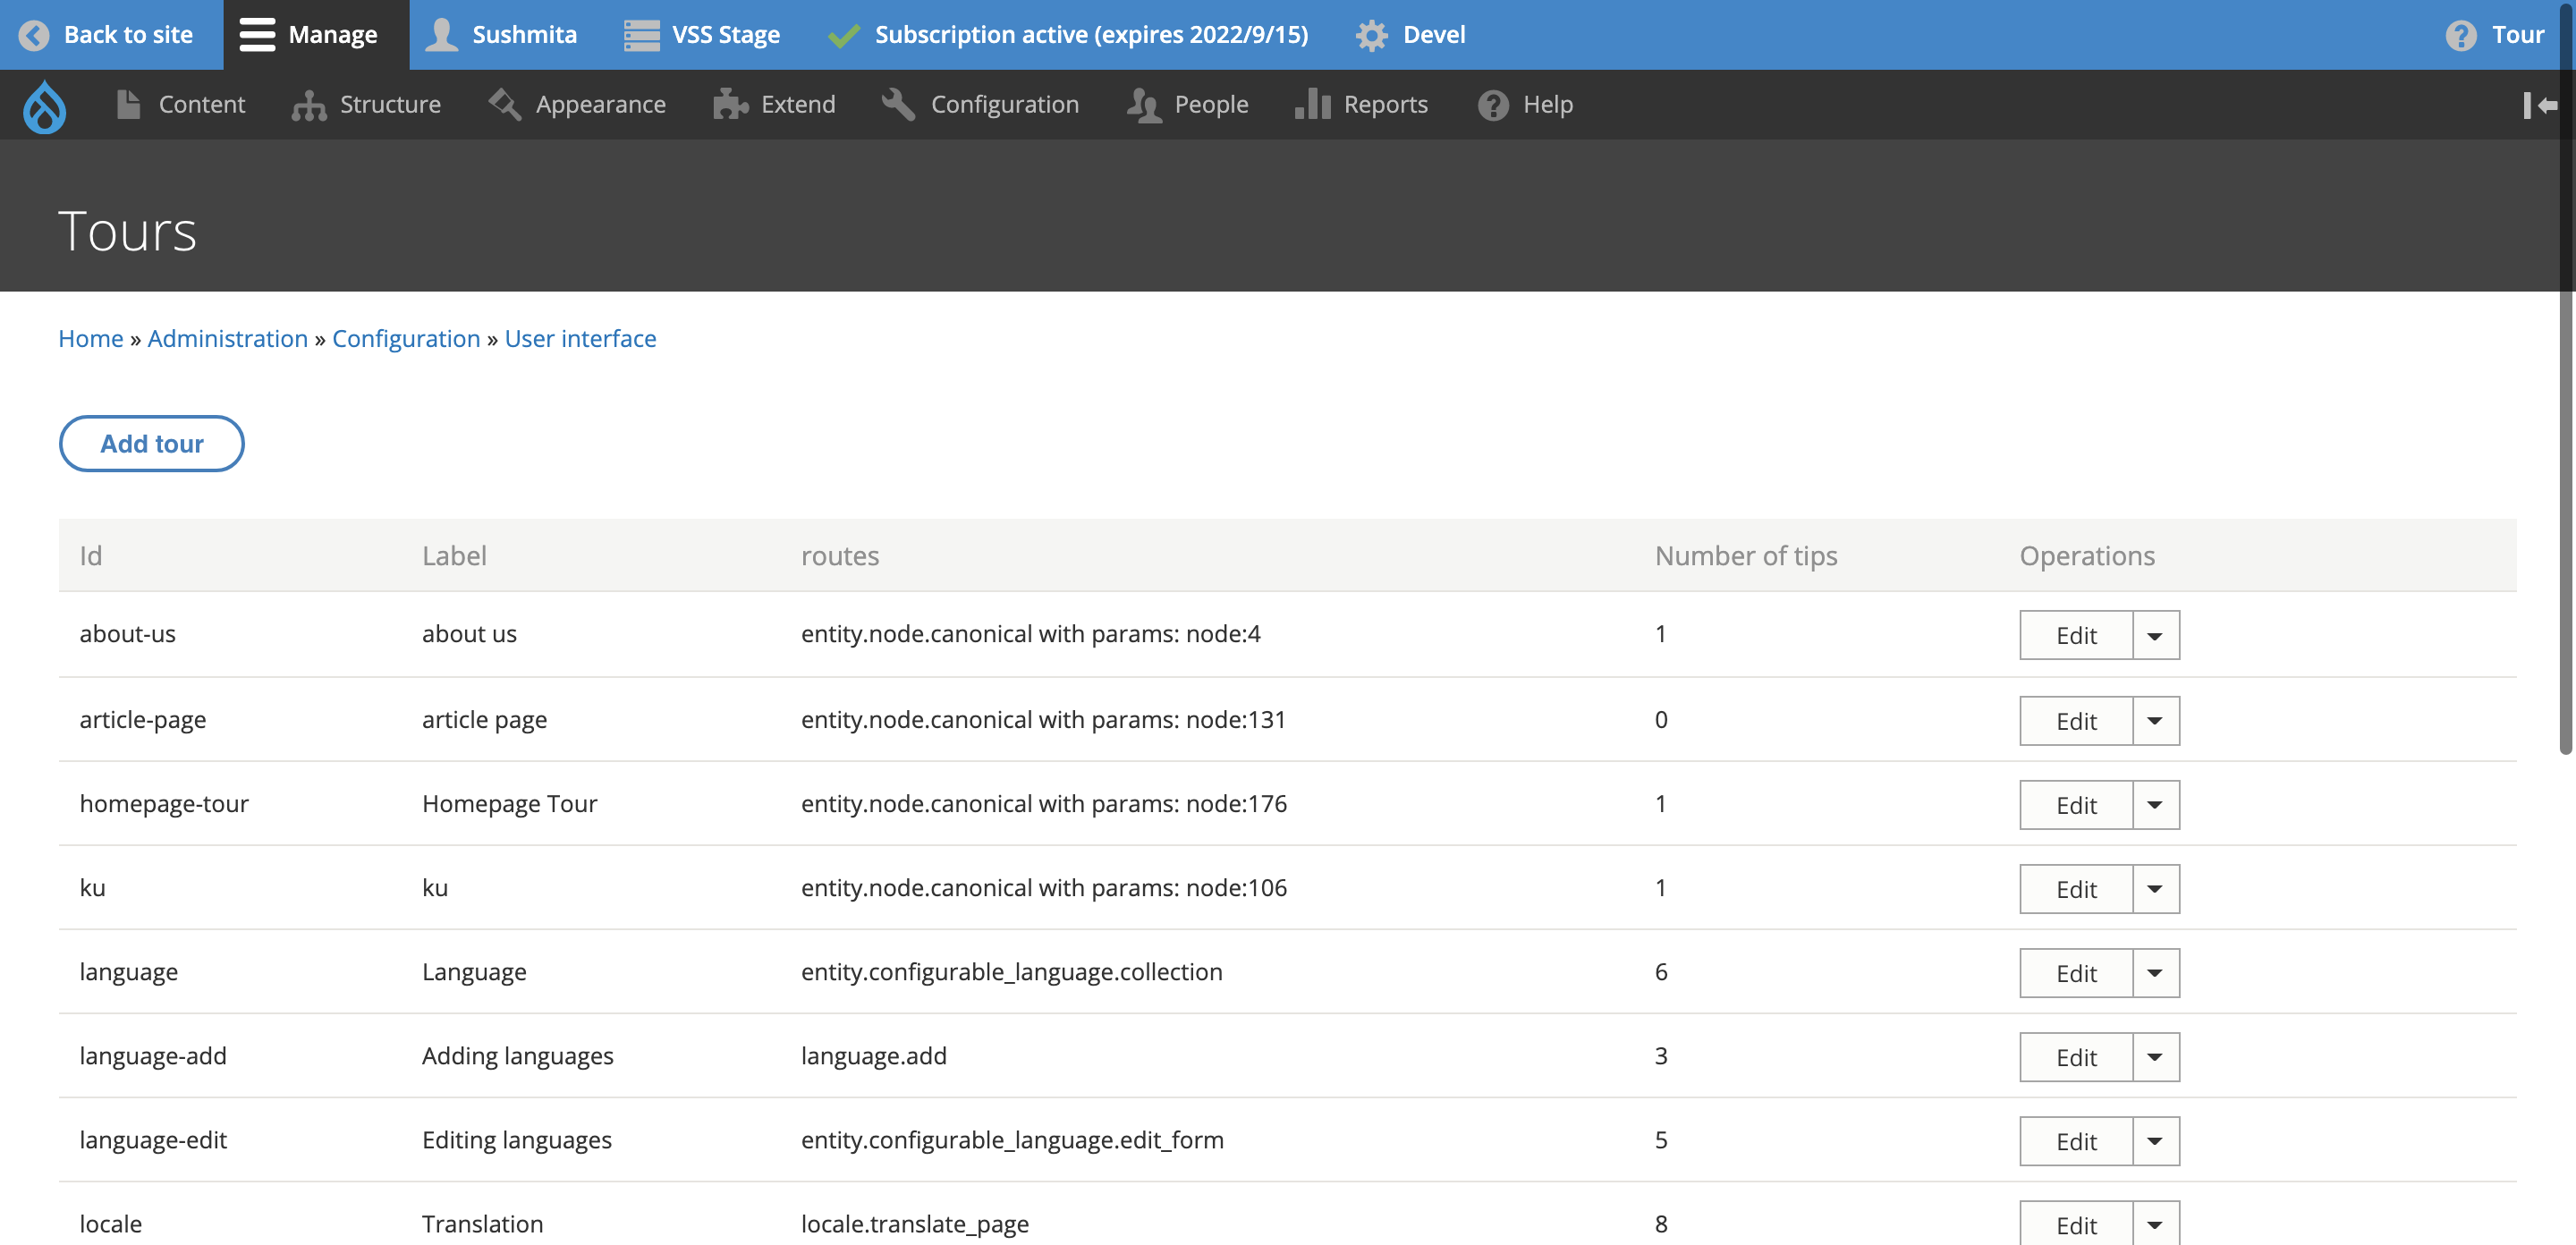 Back to site Manage Sushmita VSS Stage Subscription active (expires 2022/9/15) Devel Tour
Content Structure Appearance Extend Configuration People Reports Help
Tours
Home » Administration » Configuration » User interface
Add tour
Id Label routes Number of tips Operations
about-us about us entity.node.canonical with params: node:4 1 Edit
article-page article page entity.node.canonical with params: node:131 0 Edit
homepage-tour Homepage Tour entity.node.canonical with params: node:176 1 Edit
ku ku entity.node.canonical with params: node:106 1 Edit
language Language entity.configurable_language.collection 6 Edit
language-add Adding languages language.add 3 Edit
language-edit Editing languages entity.configurable_language.edit_form 5 Edit
locale Translation locale.translate_page 8 Edit